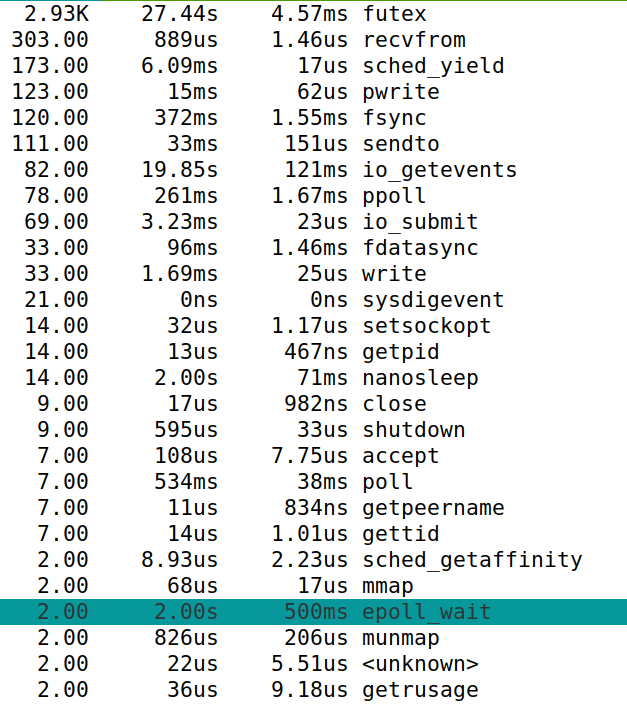 2.93K 27.44s 4.57ms futex
303.00 889us 1.46us recvfrom
173.00 6.09ms 17us sched_yield
123.00 15ms 62us pwrite
120.00 372ms 1.55ms fsync
111.00 33ms 151us sendto
82.00 19.85s 121ms io_getevents
78.00 261ms 1.67ms ppoll
69.00 3.23ms 23us io_submit
33.00 96ms 1.46ms fdatasync
33.00 1.69ms 25us write
21.00 0ns 0ns sysdigevent
14.00 32us 1.17us setsockopt
14.00 13us 467ns getpid
14.00 2.00s 71ms nanosleep
9.00 17us 982ns close
9.00 595us 33us shutdown
7.00 108us 7.75us accept
7.00 534ms 38ms poll
7.00 11us 834ns getpeername
7.00 14us 1.01us gettid
2.00 8.93us 2.23us sched_getaffinity
2.00 68us 17us mmap
2.00 2.00s 500ms epoll_wait
2.00 826us 206us munmap
2.00 22us 5.51us <unknown>
2.00 36us 9.18us getrusage